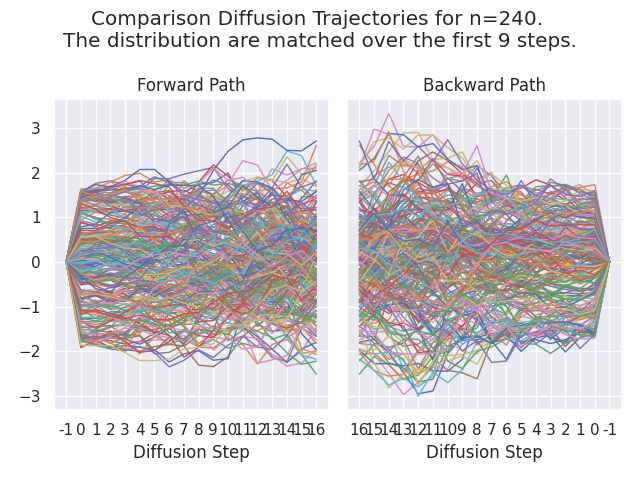 Comparison Diffusion Trajectories for n=240.
The distribution are matched over the first 9 steps.
Forward Path
Backward Path
3
2
1
0
−1
−2
−3
-1 0 1 2 3 4 5 6 7 8 9 10 11 12 13 14 15 16
16 15 14 13 12 11 10 9 8 7 6 5 4 3 2 1 0 -1
Diffusion Step
Diffusion Step